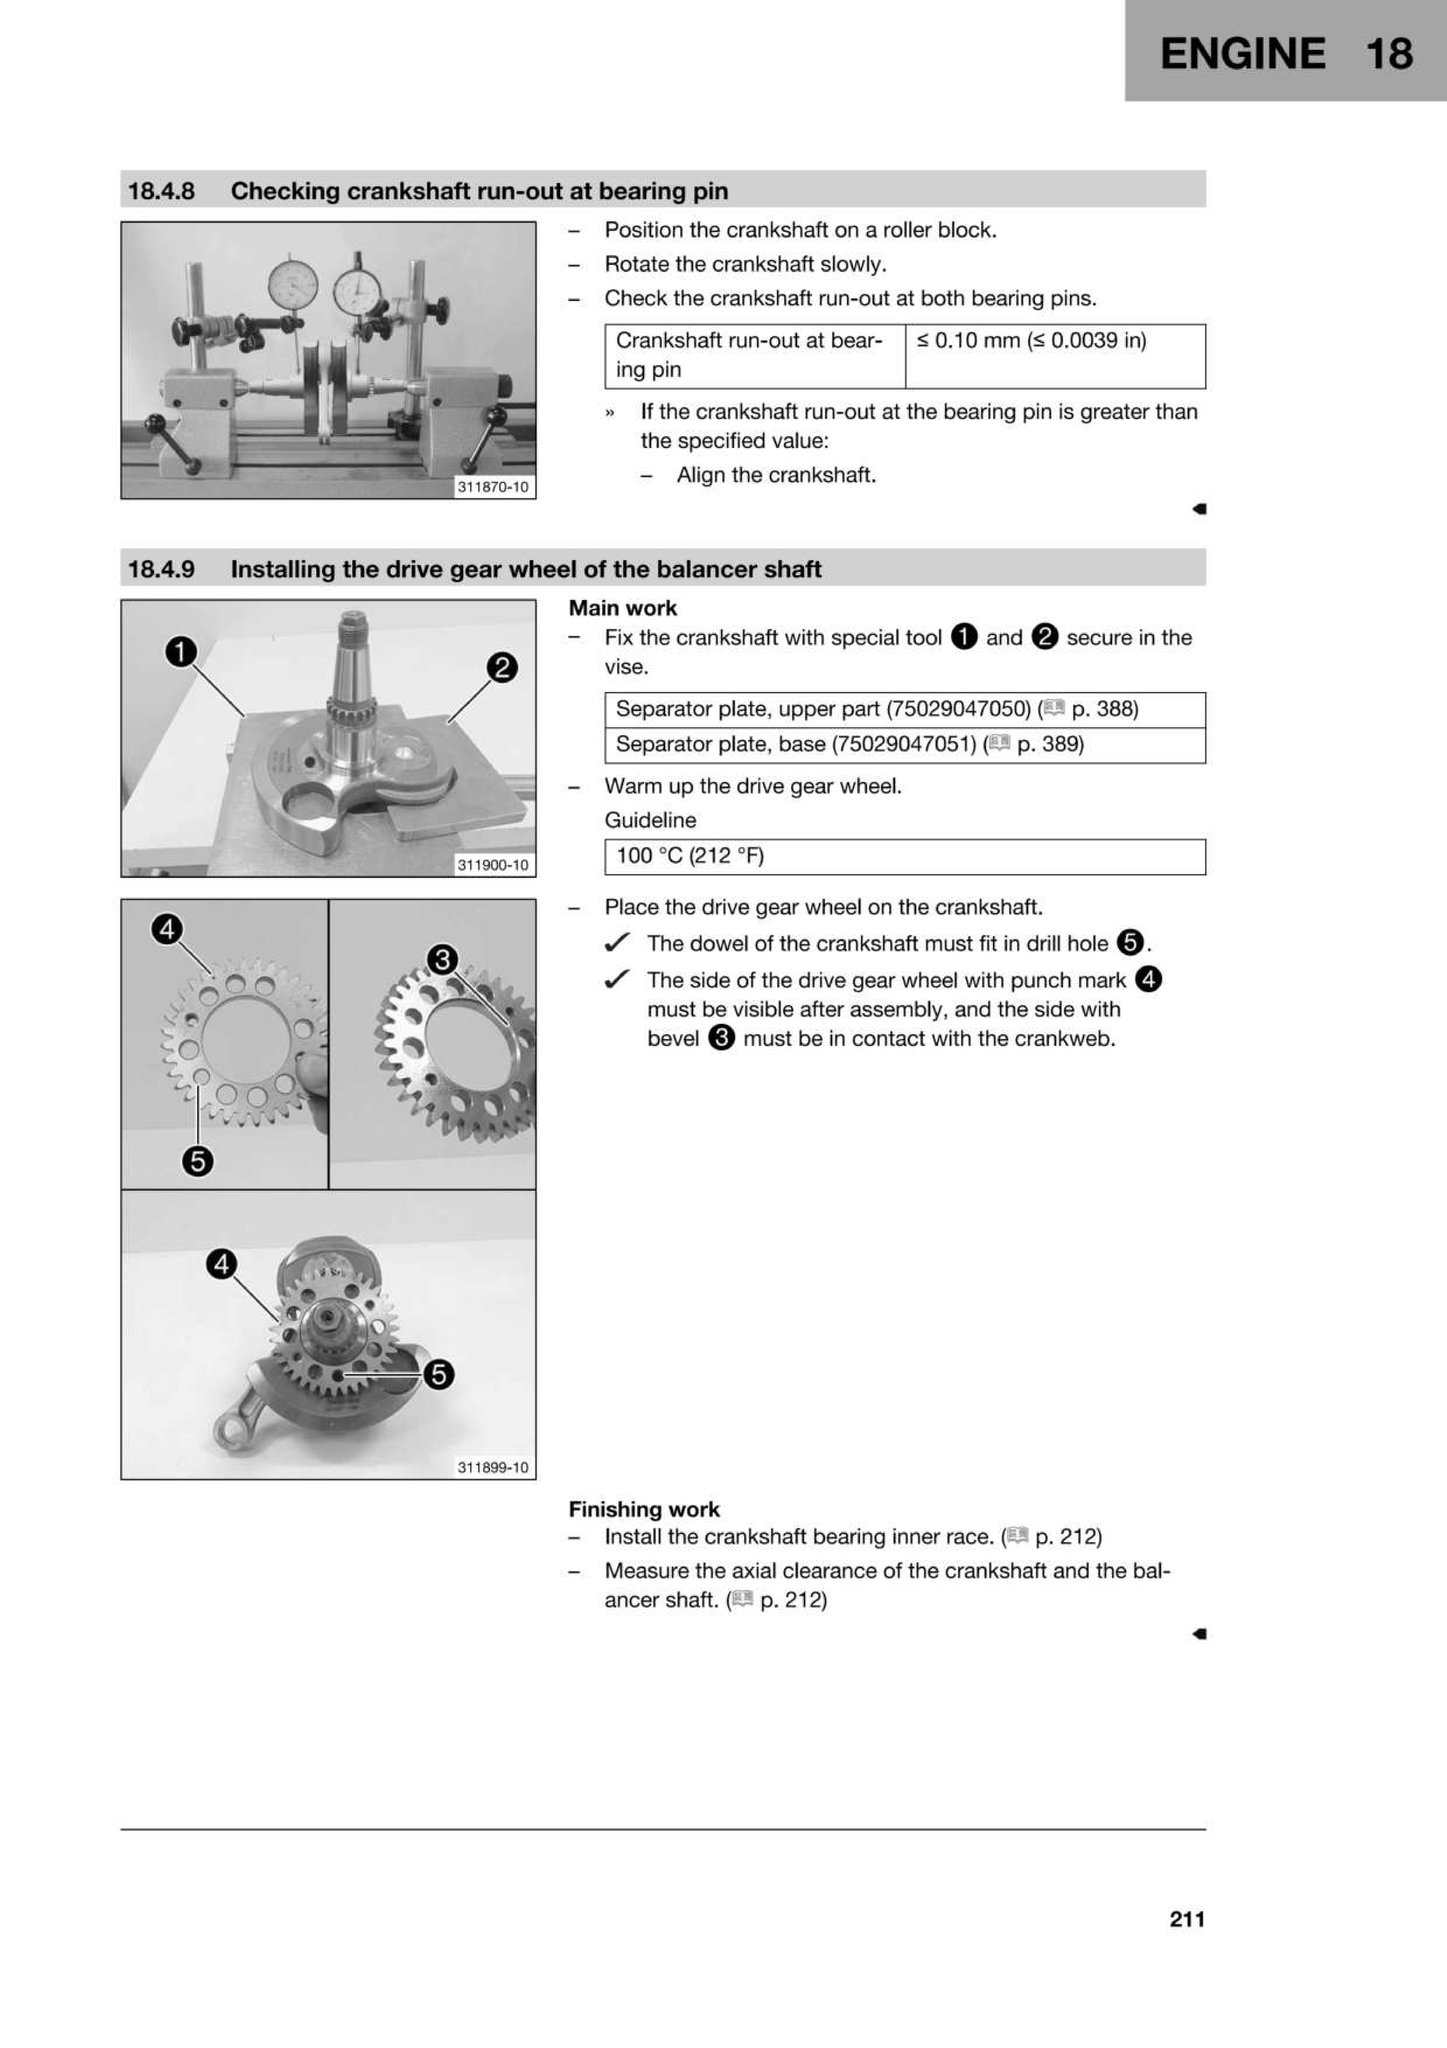 ENGINE 18
18.4.8 Checking crankshaft run-out at bearing pin
311870-10
– Position the crankshaft on a roller block.
– Rotate the crankshaft slowly.
– Check the crankshaft run-out at both bearing pins.
Crankshaft run-out at bear-
ing pin
≤ 0.10 mm (≤ 0.0039 in)
» If the crankshaft run-out at the bearing pin is greater than
the specified value:
– Align the crankshaft.
18.4.9 Installing the drive gear wheel of the balancer shaft
1
2
311900-10
Main work
– Fix the crankshaft with special tool 1 and 2 secure in the
vise.
Separator plate, upper part (75029047050) ( p. 388)
Separator plate, base (75029047051) ( p. 389)
– Warm up the drive gear wheel.
Guideline
100 °C (212 °F)
4
3
5
4
5
311899-10
– Place the drive gear wheel on the crankshaft.
✓ The dowel of the crankshaft must fit in drill hole 5.
✓ The side of the drive gear wheel with punch mark 4
must be visible after assembly, and the side with
bevel 3 must be in contact with the crankweb.
Finishing work
– Install the crankshaft bearing inner race. ( p. 212)
– Measure the axial clearance of the crankshaft and the bal-
ancer shaft. ( p. 212)
211